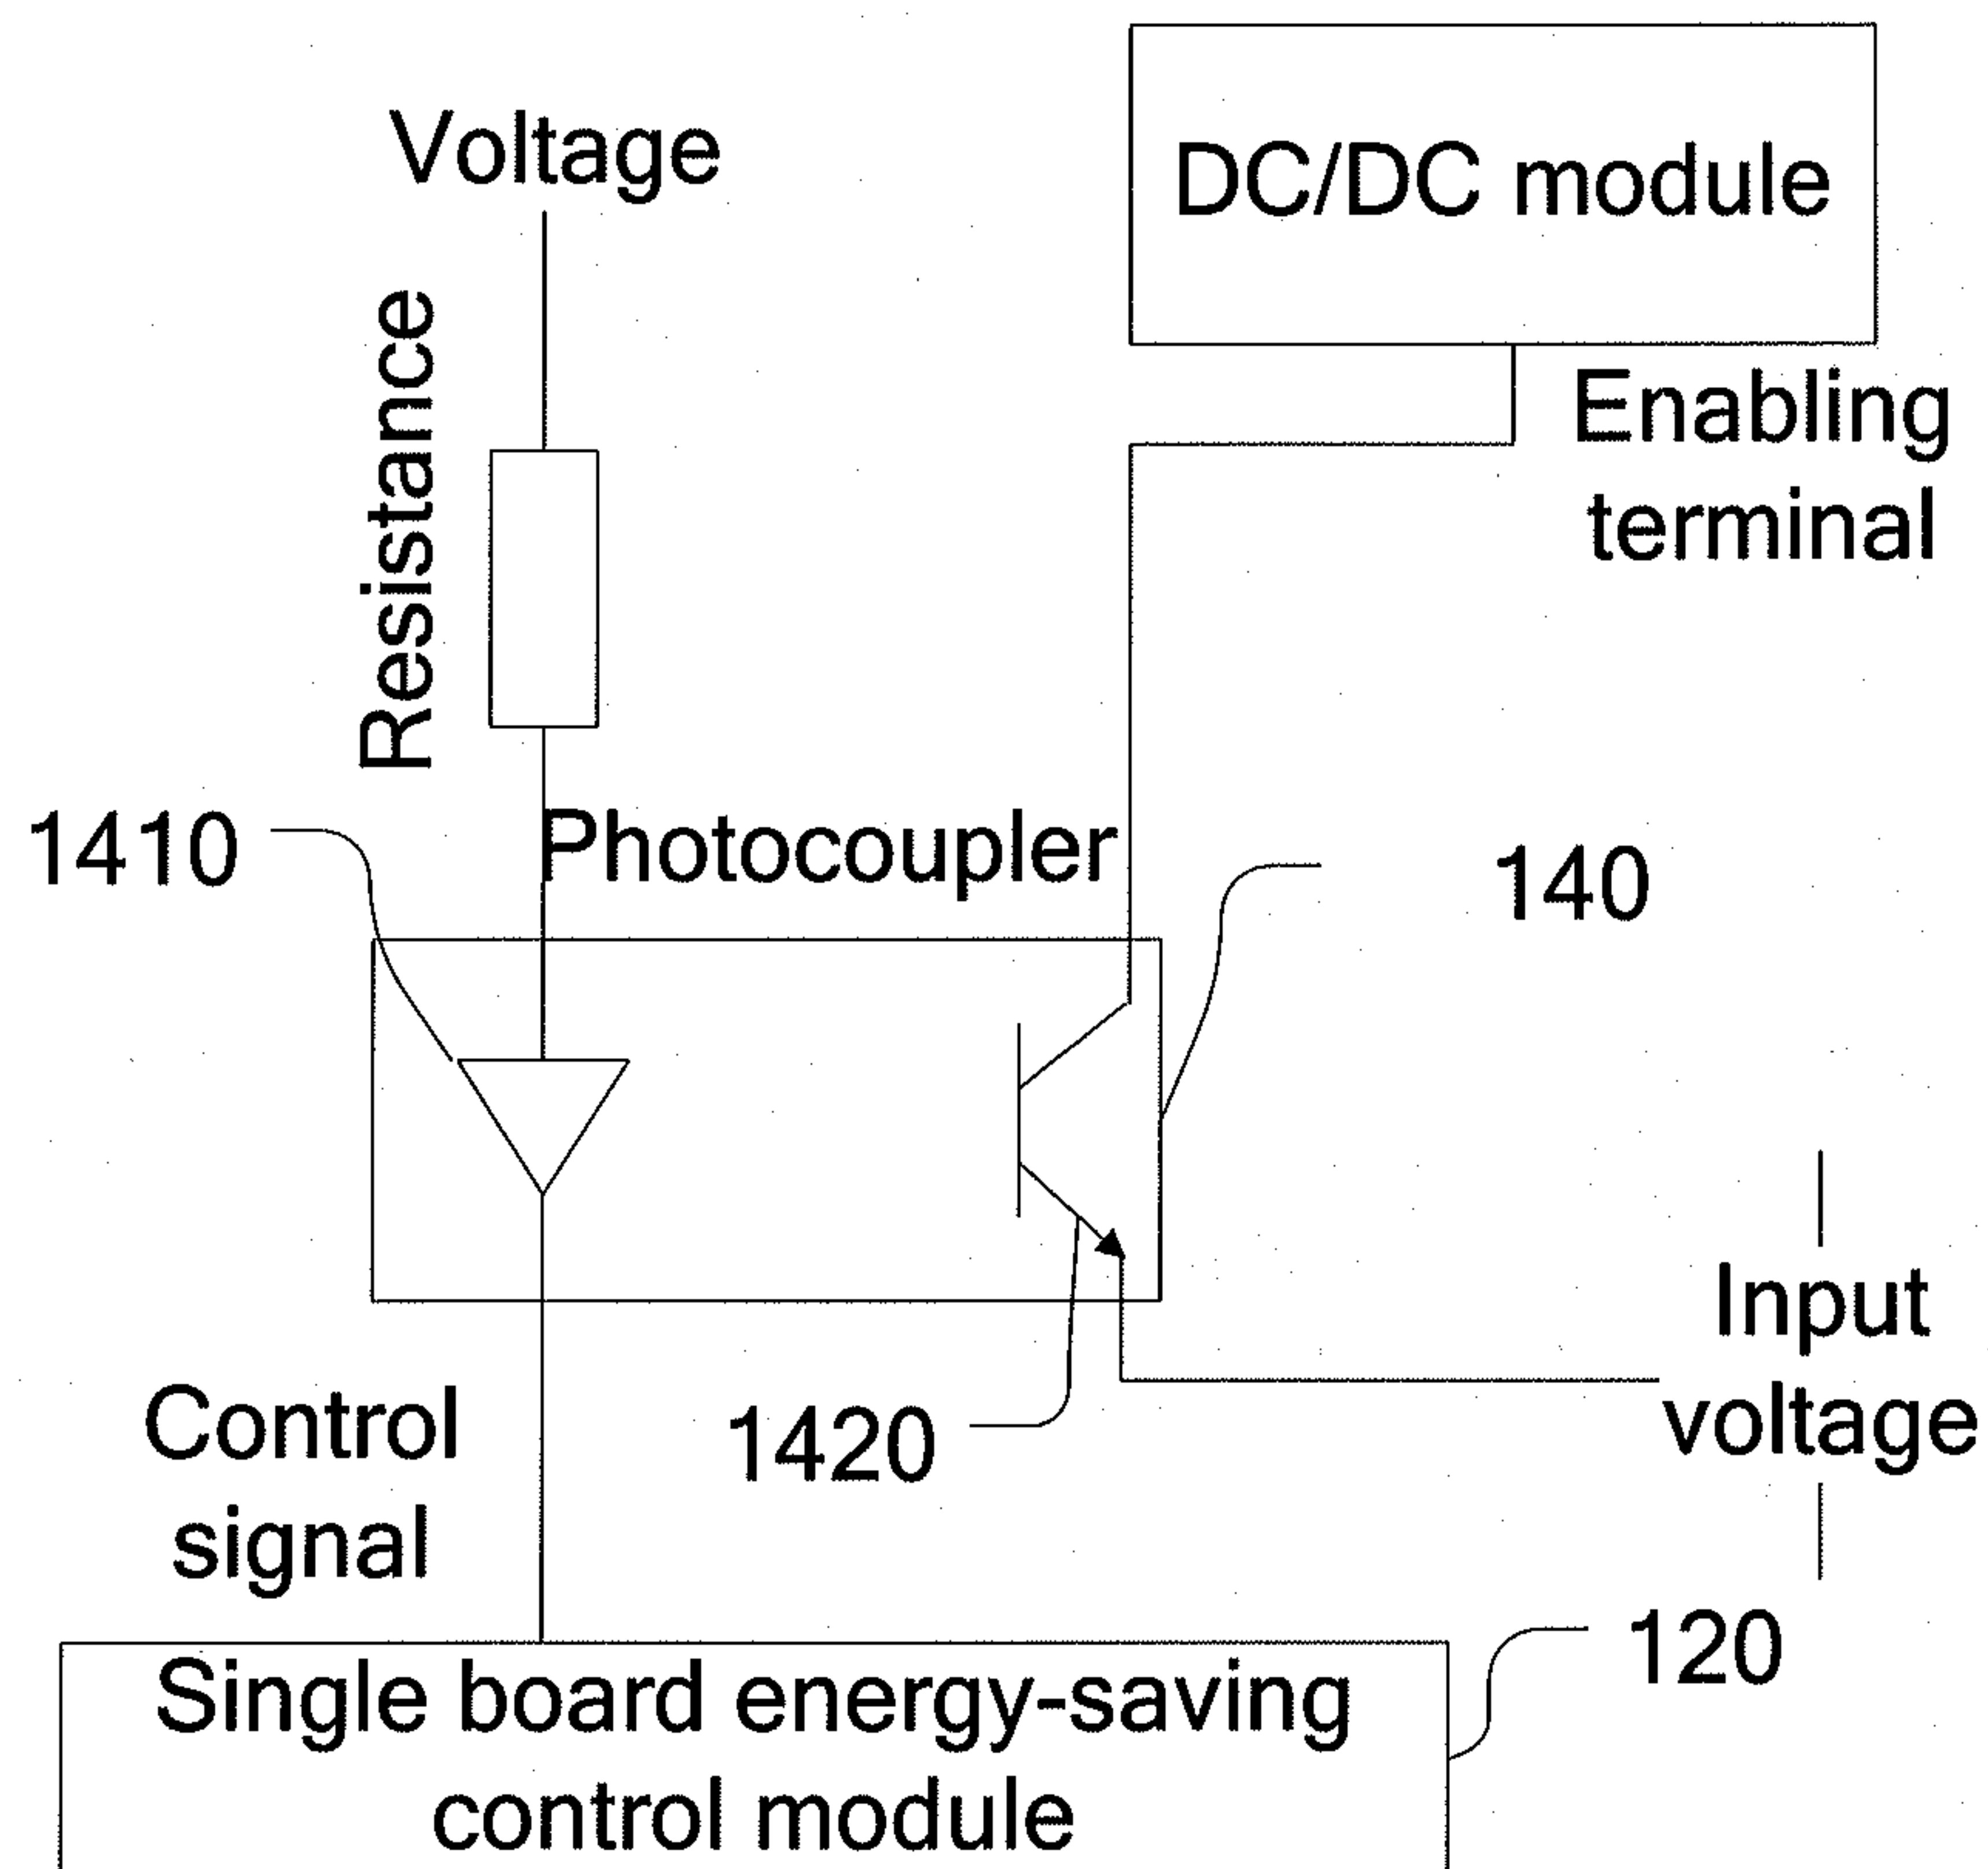 Voltage
DC/DC module
Resistance
Enabling
terminal
1410
Photocoupler
140
Input
voltage
Control
signal
1420
120
Single board energy-saving
control module